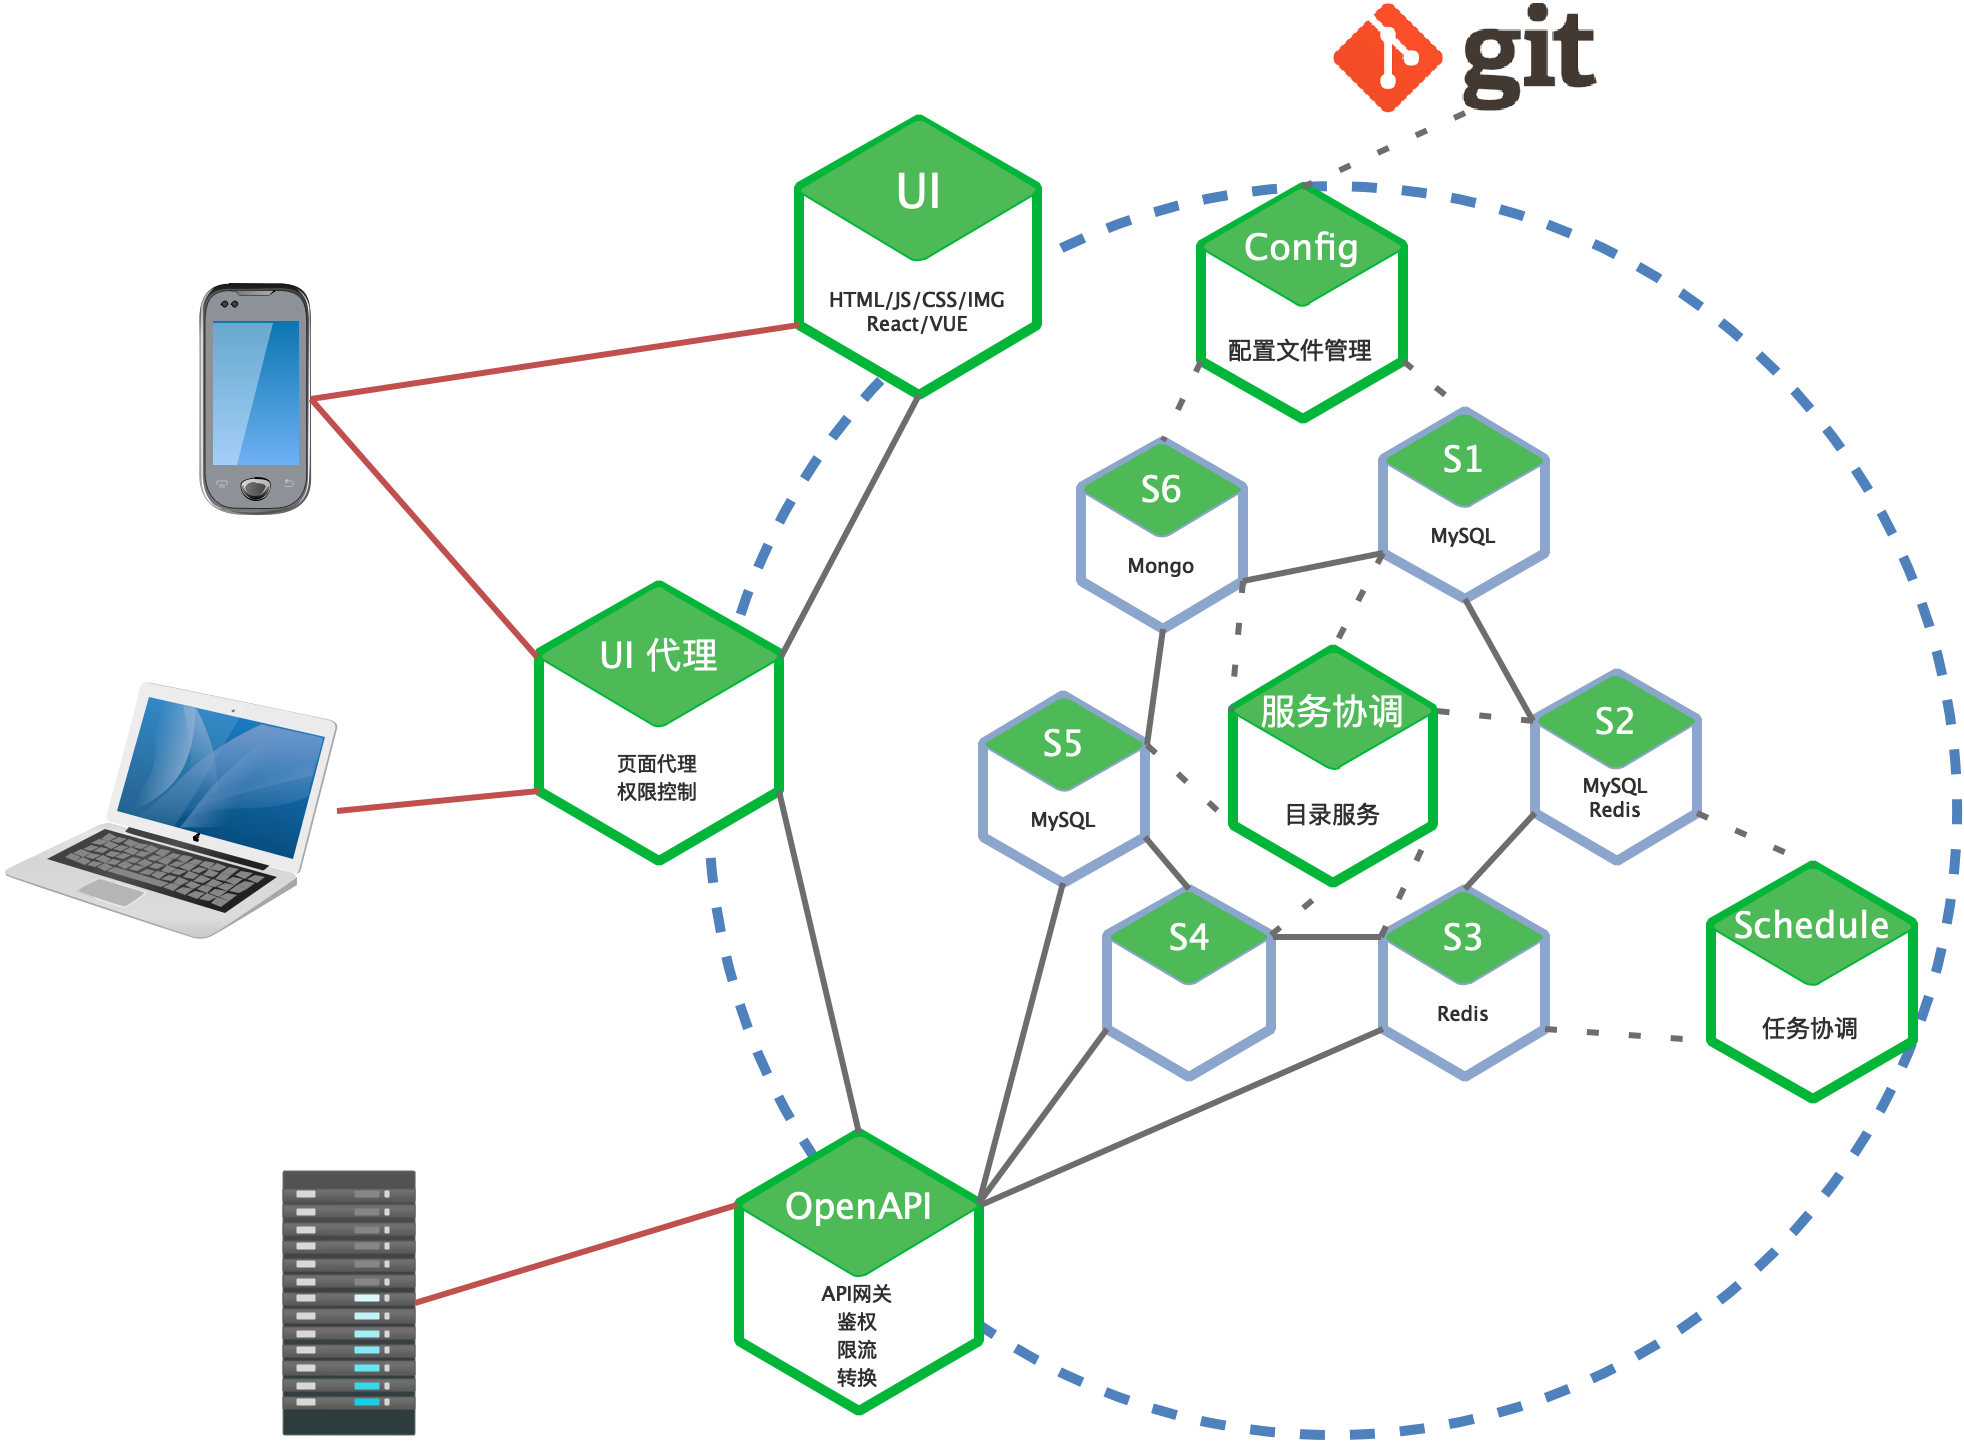 git
UI
HTML/JS/CSS/IMG
React/VUE
Config
配置文件管理
S1
MySQL
S6
Mongo
UI 代理
页面代理
权限控制
服务协调
目录服务
S2
MySQL
Redis
S5
MySQL
S4
S3
Redis
Schedule
任务协调
OpenAPI
API网关
鉴权
限流
转换